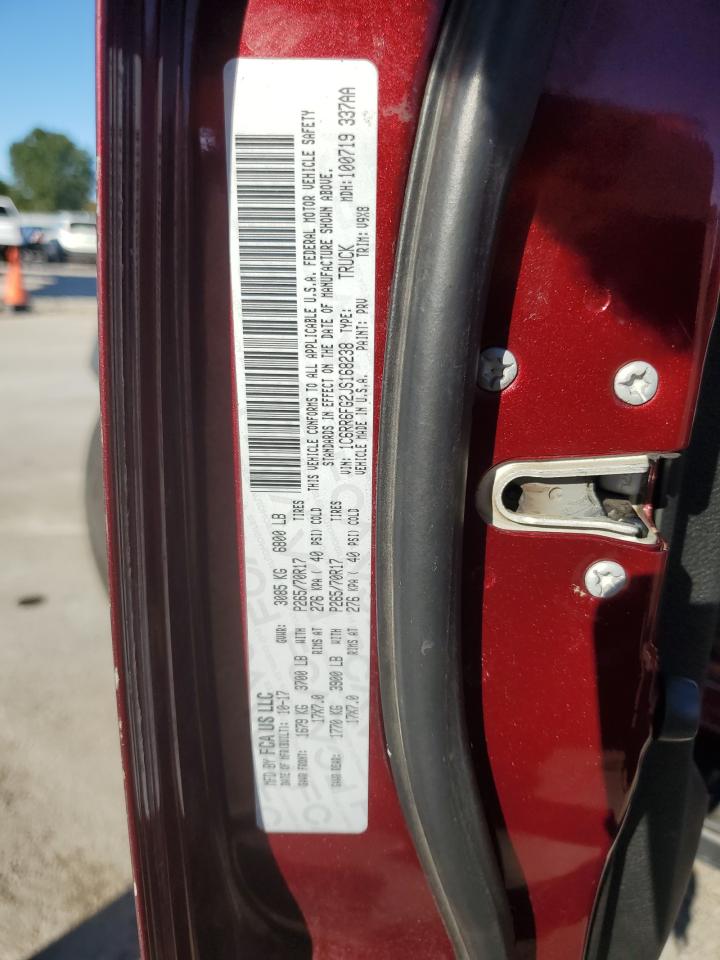 MFD BY FCA US LLC
DATE OF MFR(BUILT): 10-17 GVWR: 3085 KG 6800 LB
GAWR FRONT: 1679 KG 3700 LB WITH P265/70R17 TIRES
17X7.0 RIMS AT 276 KPA ( 40 PSI) COLD
GAWR REAR: 1770 KG 3900 LB WITH P265/70R17 TIRES
17X7.0 RIMS AT 276 KPA ( 40 PSI) COLD
THIS VEHICLE CONFORMS TO ALL APPLICABLE U.S.A. FEDERAL MOTOR VEHICLE SAFETY
STANDARDS IN EFFECT ON THE DATE OF MANUFACTURE SHOWN ABOVE.
VIN: 1C6RR6FG2JS168238 TYPE: TRUCK MDH:100719 337AA
VEHICLE MADE IN U.S.A. PAINT: PRV TRIM: V9X8